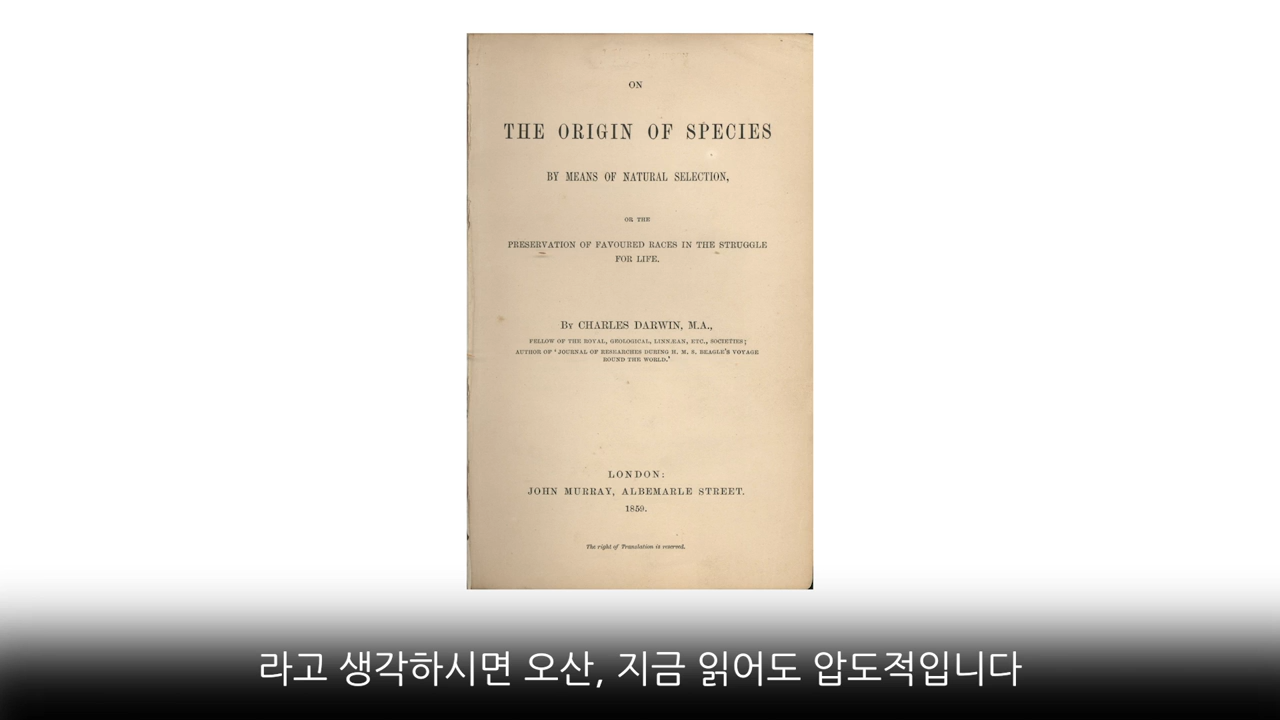 ON
THE ORIGIN OF SPECIES
BY MEANS OF NATURAL SELECTION,
OR THE
PRESERVATION OF FAVOURED RACES IN THE STRUGGLE
FOR LIFE.
BY CHARLES DARWIN, M.A.,
FELLOW OF THE ROYAL, GEOLOGICAL, LINNÆAN, ETC., SOCIETIES;
AUTHOR OF 'JOURNAL OF RESEARCHES DURING H. M. S. BEAGLE'S VOYAGE
ROUND THE WORLD.'
LONDON:
JOHN MURRAY, ALBEMARLE STREET.
1859.
The right of Translation is reserved.
라고 생각하시면 오산, 지금 읽어도 압도적입니다